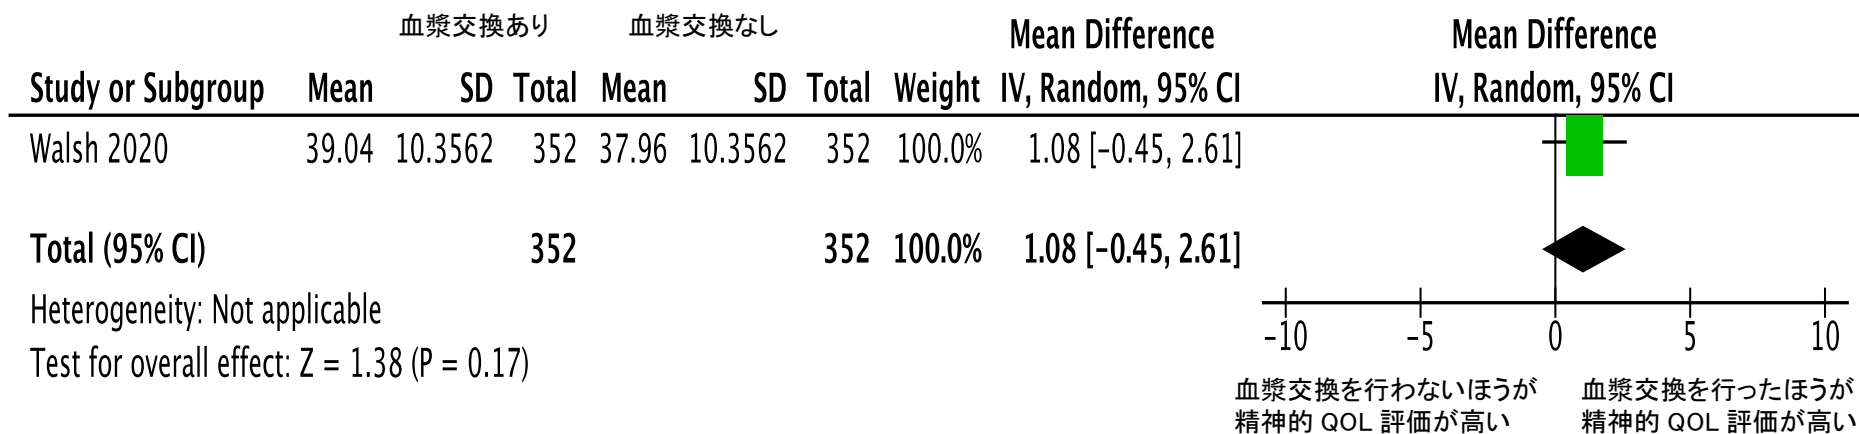 血漿交換あり 血漿交換なし Mean Difference Mean Difference
Study or Subgroup Mean SD Total Mean SD Total Weight IV, Random, 95% CI IV, Random, 95% CI
Walsh 2020 39.04 10.3562 352 37.96 10.3562 352 100.0% 1.08 [−0.45, 2.61]
Total (95% CI) 352 352 100.0% 1.08 [−0.45, 2.61]
Heterogeneity: Not applicable
Test for overall effect: Z = 1.38 (P = 0.17)
−10 −5 0 5 10
血漿交換を行わないほうが 血漿交換を行ったほうが
精神的 QOL 評価が高い 精神的 QOL 評価が高い